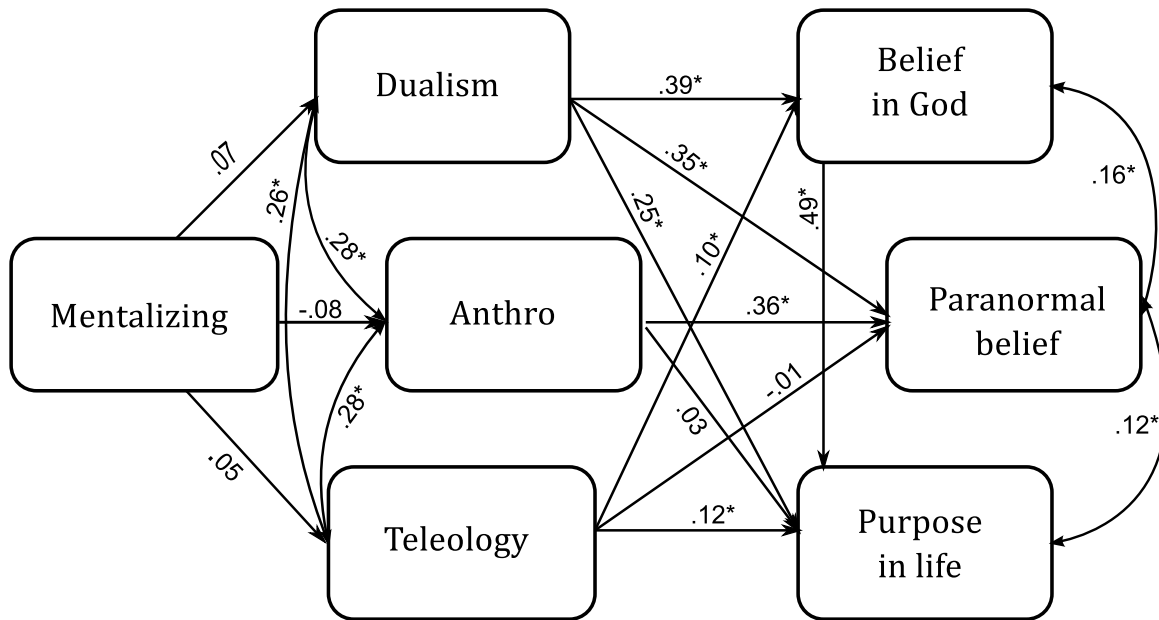 Dualism
Belief
in God
.39*
.07
.26*
.35*
.25*
.49*
.16*
.28*
.10*
Mentalizing
-.08
Anthro
.36*
Paranormal
belief
.28*
-.01
.03
.12*
.05
Teleology
.12*
Purpose
in life